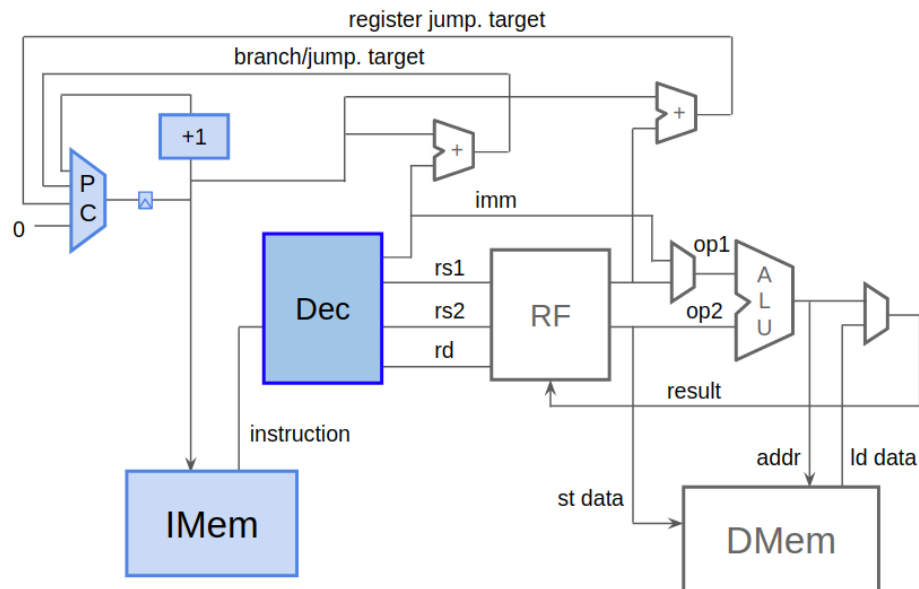 register jump. target
branch/jump. target
+1
+
+
P
C
0
imm
op1
Dec
rs1
rs2
rd
RF
op2
A
L
U
result
instruction
addr
ld data
st data
IMem
DMem